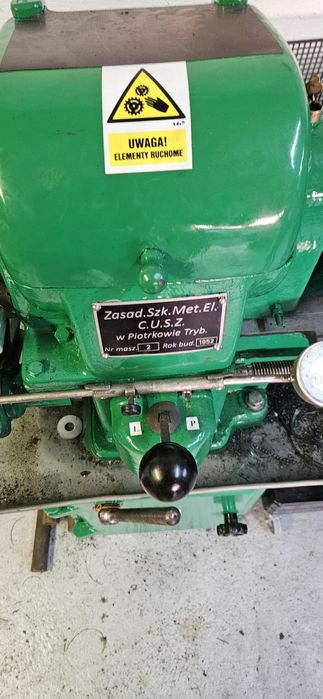 UWAGA!
ELEMENTY RUCHOME
Zasad.Szk.Met.El.
C.U.S.Z.
w Piotrkowie Tryb.
Nr masz. 2 Rok bud. 1952
L P